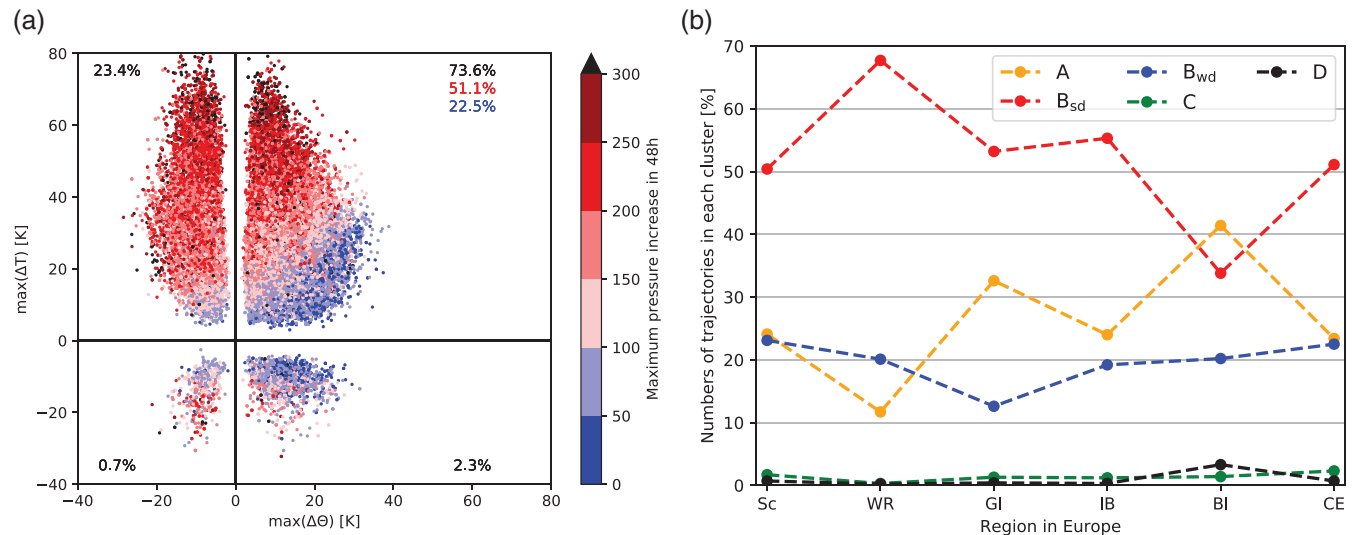 (a)
80
60
40
20
0
−20
−40
max(ΔT) [K]
23.4%
73.6%
51.1%
22.5%
0.7%
2.3%
−40
−20
0
20
40
60
80
max(ΔΘ) [K]
300
250
200
150
100
50
0
Maximum pressure increase in 48h
(b)
70
60
50
40
30
20
10
0
Numbers of trajectories in each cluster [%]
A
Bsd
Bwd
C
D
Sc
WR
GI
IB
BI
CE
Region in Europe